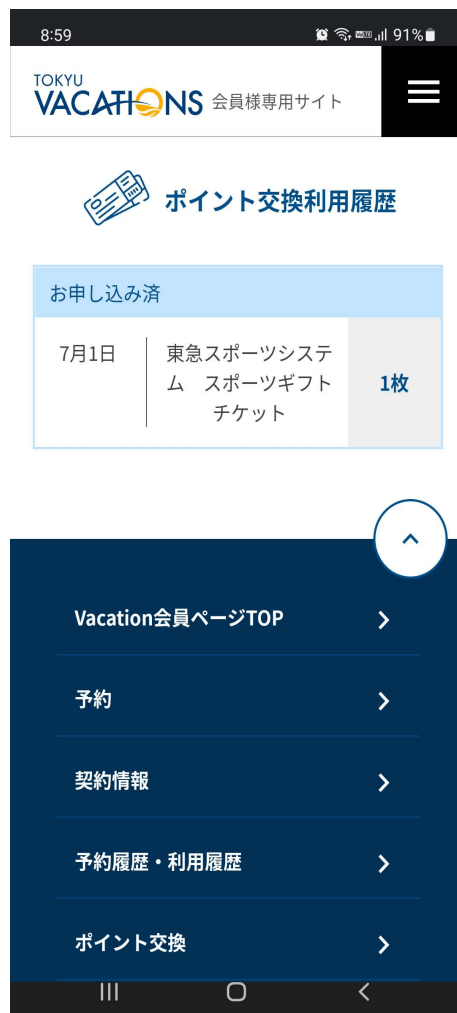 8:59
91%
TOKYU
VACATIONS 会員様専用サイト
ポイント交換利用履歴
お申し込み済
7月1日
東急スポーツシステ
ム スポーツギフト
チケット
1枚
Vacation会員ページTOP
予約
契約情報
予約履歴・利用履歴
ポイント交換